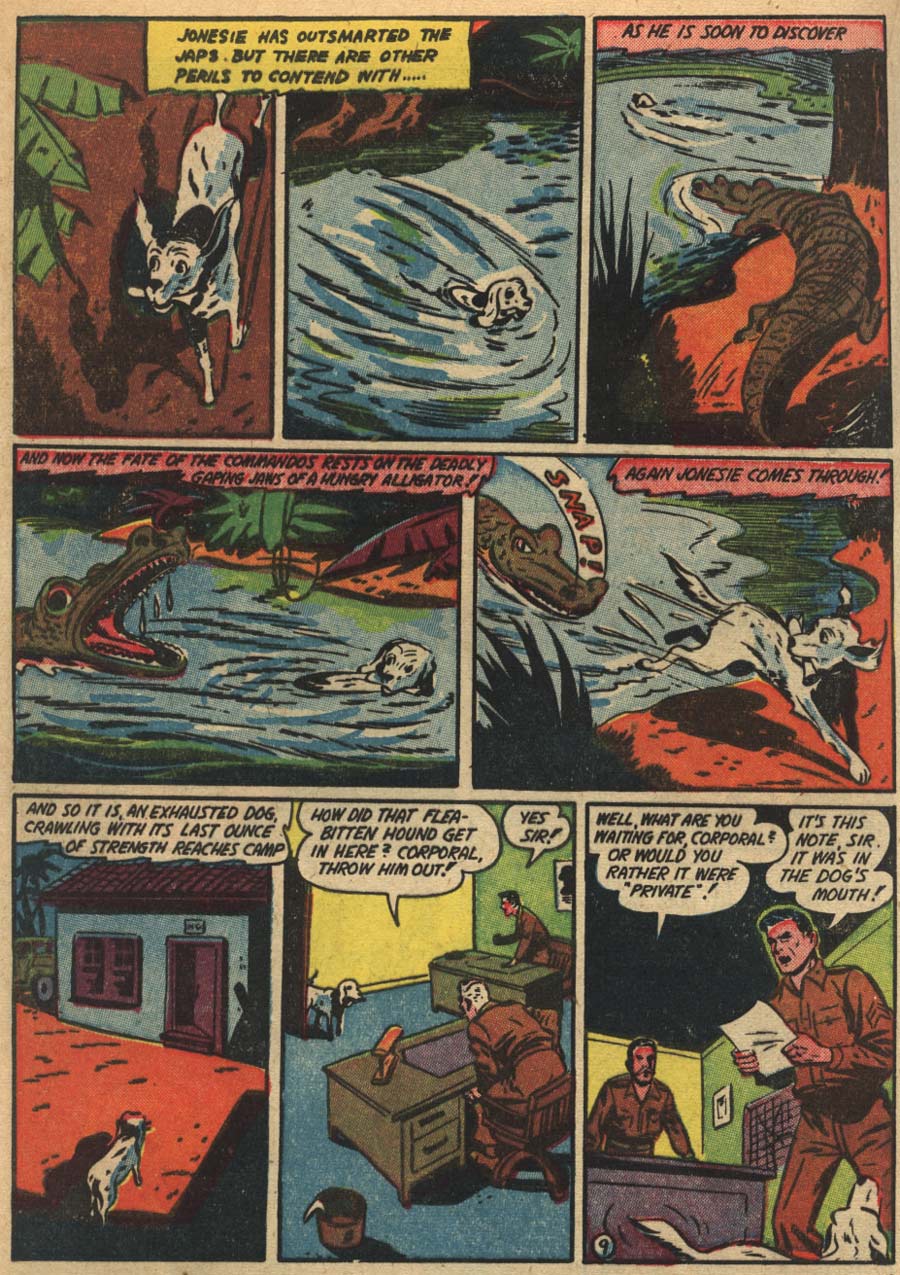 JONESIE HAS OUTSMARTED THE
JAPS. BUT THERE ARE OTHER
PERILS TO CONTEND WITH.....
AS HE IS SOON TO DISCOVER
AND NOW THE FATE OF THE COMMANDOS RESTS ON THE DEADLY
GAPING JAWS OF A HUNGRY ALLIGATOR!
SNAP!
AGAIN JONESIE COMES THROUGH!
AND SO IT IS, AN EXHAUSTED DOG,
CRAWLING WITH ITS LAST OUNCE
OF STRENGTH REACHES CAMP
HOW DID THAT FLEA-
BITTEN HOUND GET
IN HERE? CORPORAL,
THROW HIM OUT!
YES
SIR!
WELL, WHAT ARE YOU
WAITING FOR, CORPORAL?
OR WOULD YOU
RATHER IT WERE
"PRIVATE"!
IT'S THIS
NOTE, SIR.
IT WAS IN
THE DOG'S
MOUTH!
9